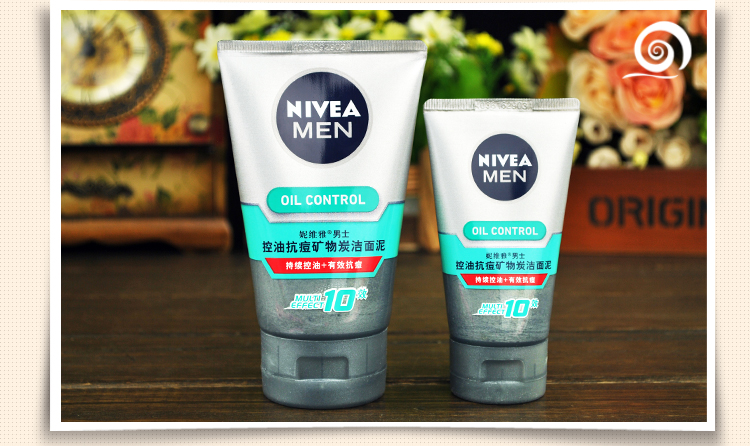 NIVEA
MEN
OIL CONTROL
妮维雅®男士
控油抗痘矿物炭洁面泥
持续控油+有效抗痘
MULTI
EFFECT 10效
NIVEA
MEN
OIL CONTROL
妮维雅®男士
控油抗痘矿物炭洁面泥
持续控油+有效抗痘
MULTI
EFFECT 10效
ORIGIN